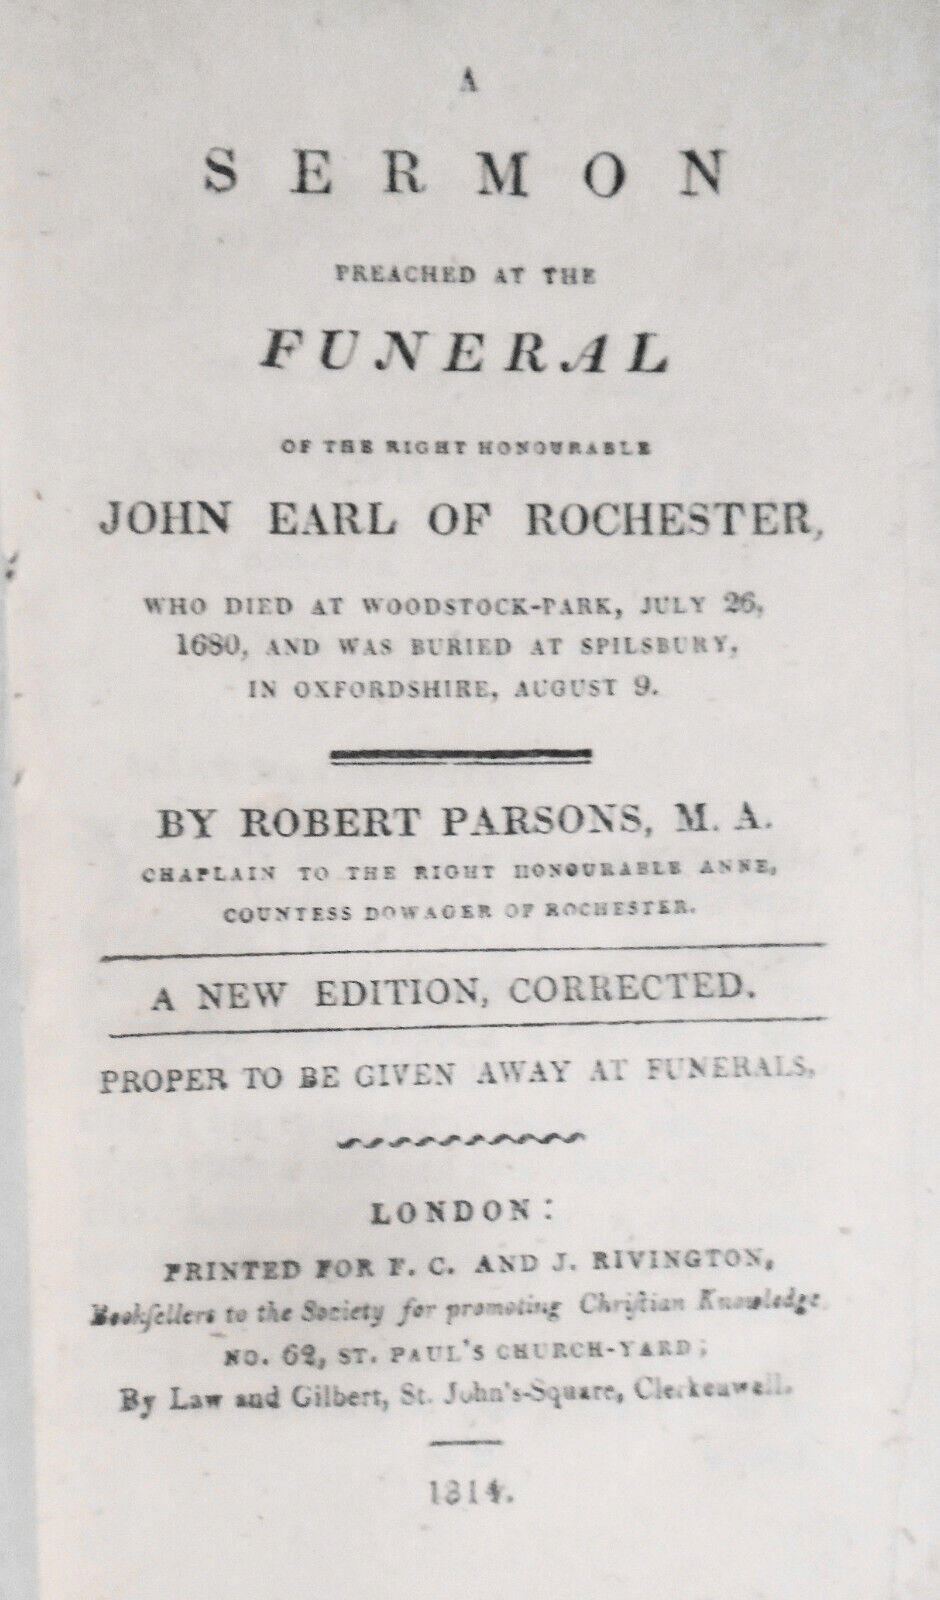 A
SERMON
PREACHED AT THE
FUNERAL
OF THE RIGHT HONOURABLE
JOHN EARL OF ROCHESTER,
WHO DIED AT WOODSTOCK-PARK, JULY 26,
1680, AND WAS BURIED AT SPILSBURY,
IN OXFORDSHIRE, AUGUST 9.
BY ROBERT PARSONS, M. A.
CHAPLAIN TO THE RIGHT HONOURABLE ANNE,
COUNTESS DOWAGER OF ROCHESTER.
A NEW EDITION, CORRECTED.
PROPER TO BE GIVEN AWAY AT FUNERALS,
LONDON:
PRINTED FOR F. C. AND J. RIVINGTON,
Bookſellers to the Society for promoting Chriſtian Knowledge,
NO. 62, ST. PAUL'S CHURCH-YARD;
By Law and Gilbert, St. John's-Square, Clerkenwell.
1814.